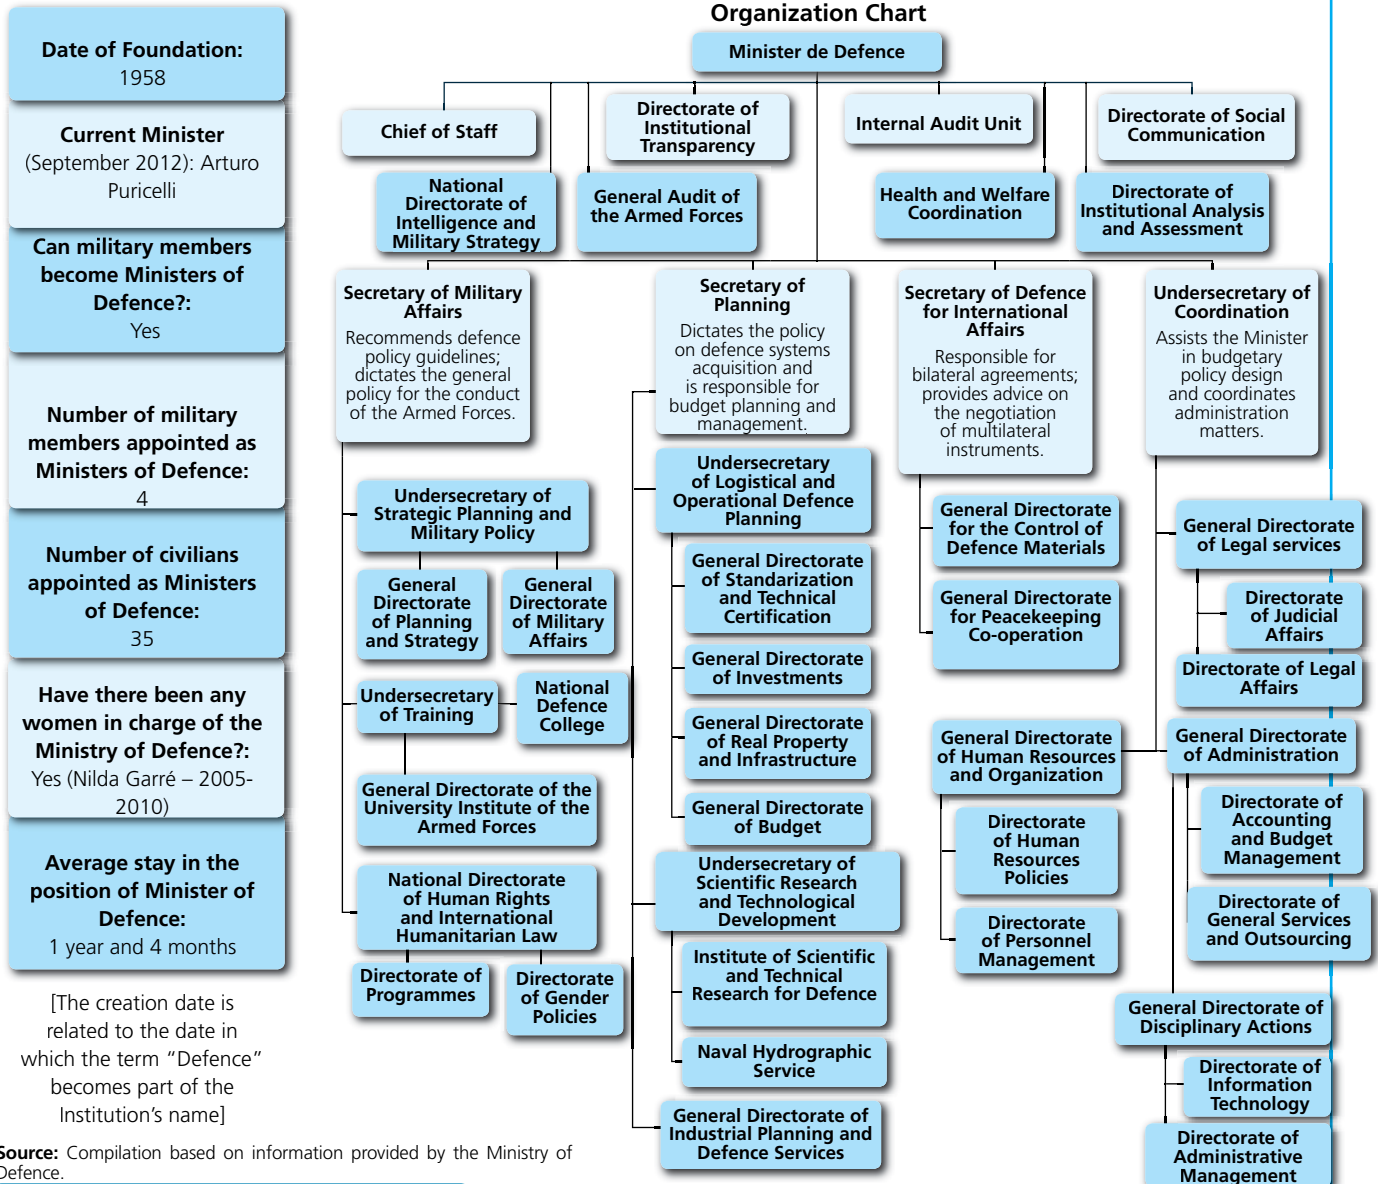 Organization Chart
Date of Foundation:
1958
Current Minister
(September 2012): Arturo
Puricelli
Can military members
become Ministers of
Defence?:
Yes
Number of military
members appointed as
Ministers of Defence:
4
Number of civilians
appointed as Ministers
of Defence:
35
Have there been any
women in charge of the
Ministry of Defence?:
Yes (Nilda Garré – 2005-
2010)
Average stay in the
position of Minister of
Defence:
1 year and 4 months
[The creation date is
related to the date in
which the term “Defence”
becomes part of the
Institution’s name]
Source: Compilation based on information provided by the Ministry of
Defence.
Minister de Defence
Chief of Staff
Directorate of
Institutional
Transparency
Internal Audit Unit
Directorate of Social
Communication
National
Directorate of
Intelligence and
Military Strategy
General Audit of
the Armed Forces
Health and Welfare
Coordination
Directorate of
Institutional Analysis
and Assessment
Secretary of Military
Affairs
Recommends defence
policy guidelines;
dictates the general
policy for the conduct
of the Armed Forces.
Undersecretary of
Strategic Planning and
Military Policy
General
Directorate
of Planning
and Strategy
General
Directorate
of Military
Affairs
Undersecretary
of Training
National
Defence
College
General Directorate of the
University Institute of the
Armed Forces
National Directorate
of Human Rights
and International
Humanitarian Law
Directorate of
Programmes
Directorate
of Gender
Policies
Secretary of
Planning
Dictates the policy
on defence systems
acquisition and
is responsible for
budget planning and
management.
Undersecretary
of Logistical and
Operational Defence
Planning
General Directorate
of Standarization
and Technical
Certification
General Directorate
of Investments
General Directorate
of Real Property
and Infrastructure
General Directorate
of Budget
Undersecretary of
Scientific Research
and Technological
Development
Institute of Scientific
and Technical
Research for Defence
Naval Hydrographic
Service
General Directorate of
Industrial Planning and
Defence Services
Secretary of Defence
for International
Affairs
Responsible for
bilateral agreements;
provides advice on
the negotiation
of multilateral
instruments.
General Directorate
for the Control of
Defence Materials
General Directorate
for Peacekeeping
Co-operation
Undersecretary of
Coordination
Assists the Minister
in budgetary
policy design
and coordinates
administration
matters.
General Directorate
of Legal services
Directorate
of Judicial
Affairs
Directorate of Legal
Affairs
General Directorate
of Human Resources
and Organization
Directorate
of Human
Resources
Policies
Directorate
of Personnel
Management
General Directorate
of Administration
Directorate of
Accounting
and Budget
Management
Directorate of
General Services
and Outsourcing
General Directorate of
Disciplinary Actions
Directorate of
Information
Technology
Directorate of
Administrative
Management